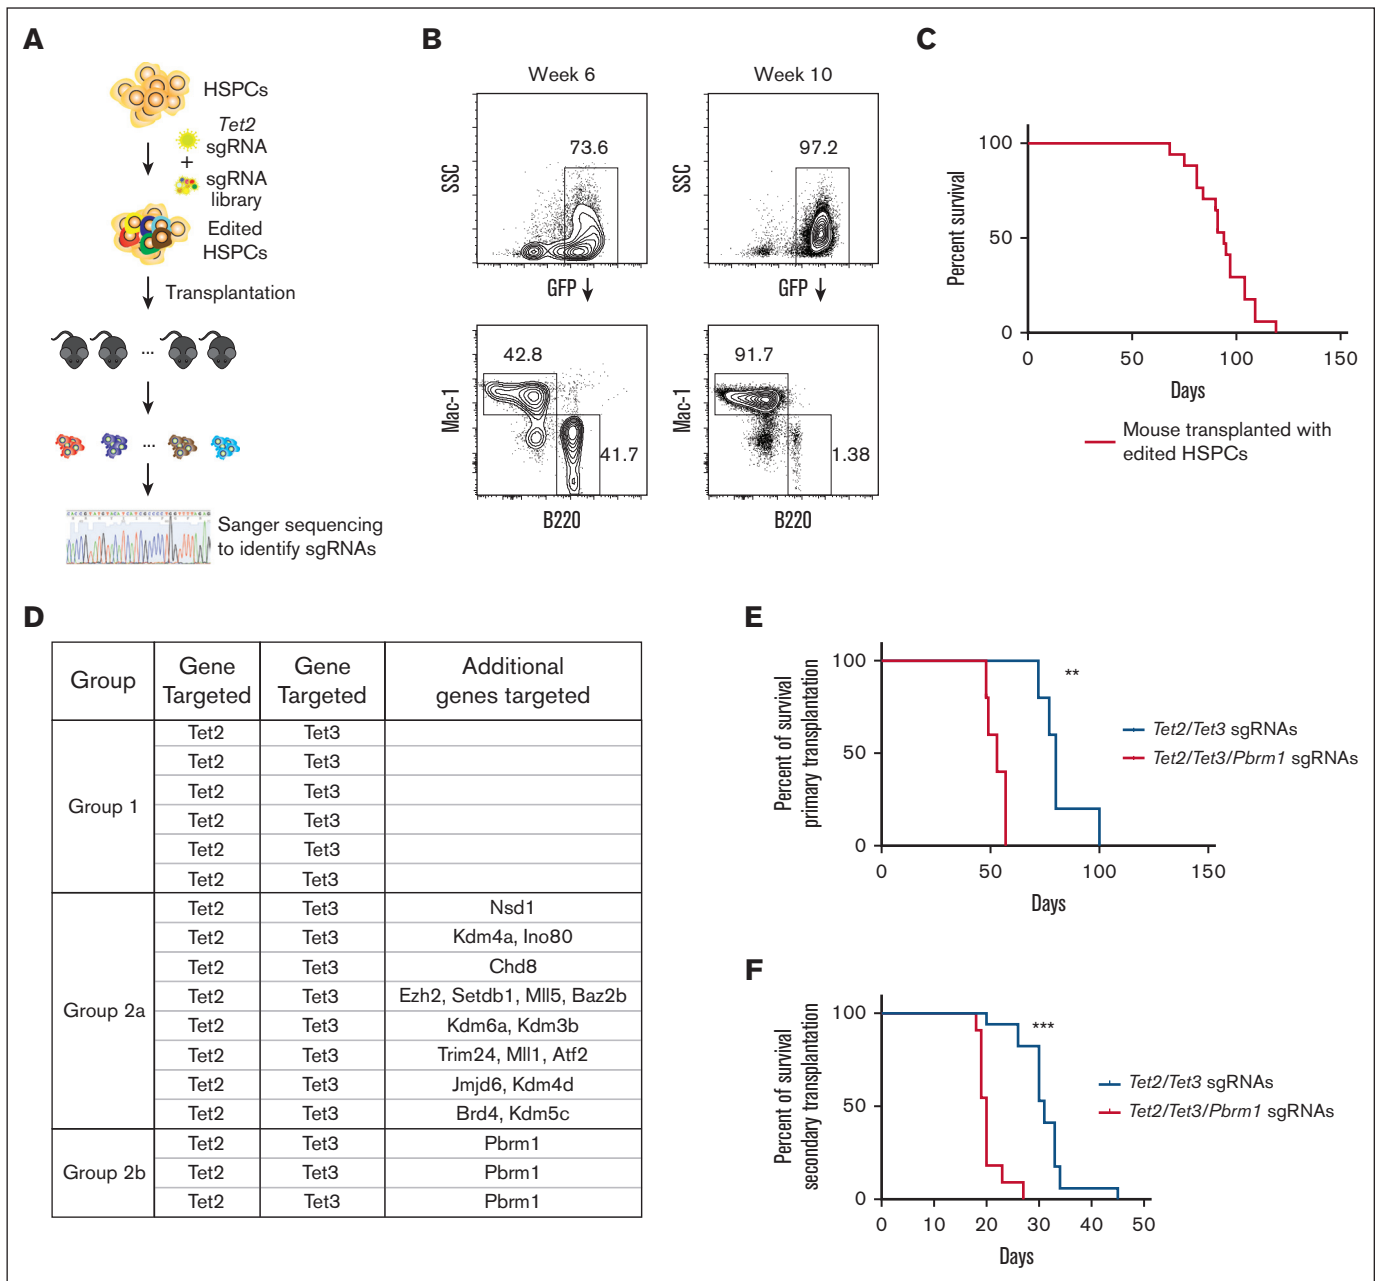 A
HSPCs
Tet2
sgRNA
+
sgRNA
library
Edited
HSPCs
Transplantation
...
...
Sanger sequencing
to identify sgRNAs
B
Week 6
Week 10
SSC
73.6
SSC
97.2
GFP
GFP
Mac-1
42.8
41.7
Mac-1
91.7
1.38
B220
B220
C
Percent survival
100
50
0
0 50 100 150
Days
Mouse transplanted with
edited HSPCs
D
Group Gene Targeted Gene Targeted Additional genes targeted
Group 1
Tet2 Tet3
Tet2 Tet3
Tet2 Tet3
Tet2 Tet3
Tet2 Tet3
Tet2 Tet3
Group 2a
Tet2 Tet3 Nsd1
Tet2 Tet3 Kdm4a, Ino80
Tet2 Tet3 Chd8
Tet2 Tet3 Ezh2, Setdb1, Mll5, Baz2b
Tet2 Tet3 Kdm6a, Kdm3b
Tet2 Tet3 Trim24, Mll1, Atf2
Tet2 Tet3 Jmjd6, Kdm4d
Tet2 Tet3 Brd4, Kdm5c
Group 2b
Tet2 Tet3 Pbrm1
Tet2 Tet3 Pbrm1
Tet2 Tet3 Pbrm1
E
Percent of survival
primary transplantation
100
50
0
0 50 100 150
Days
**
Tet2/Tet3 sgRNAs
Tet2/Tet3/Pbrm1 sgRNAs
F
Percent of survival
secondary transplantation
100
50
0
0 10 20 30 40 50
Days
***
Tet2/Tet3 sgRNAs
Tet2/Tet3/Pbrm1 sgRNAs